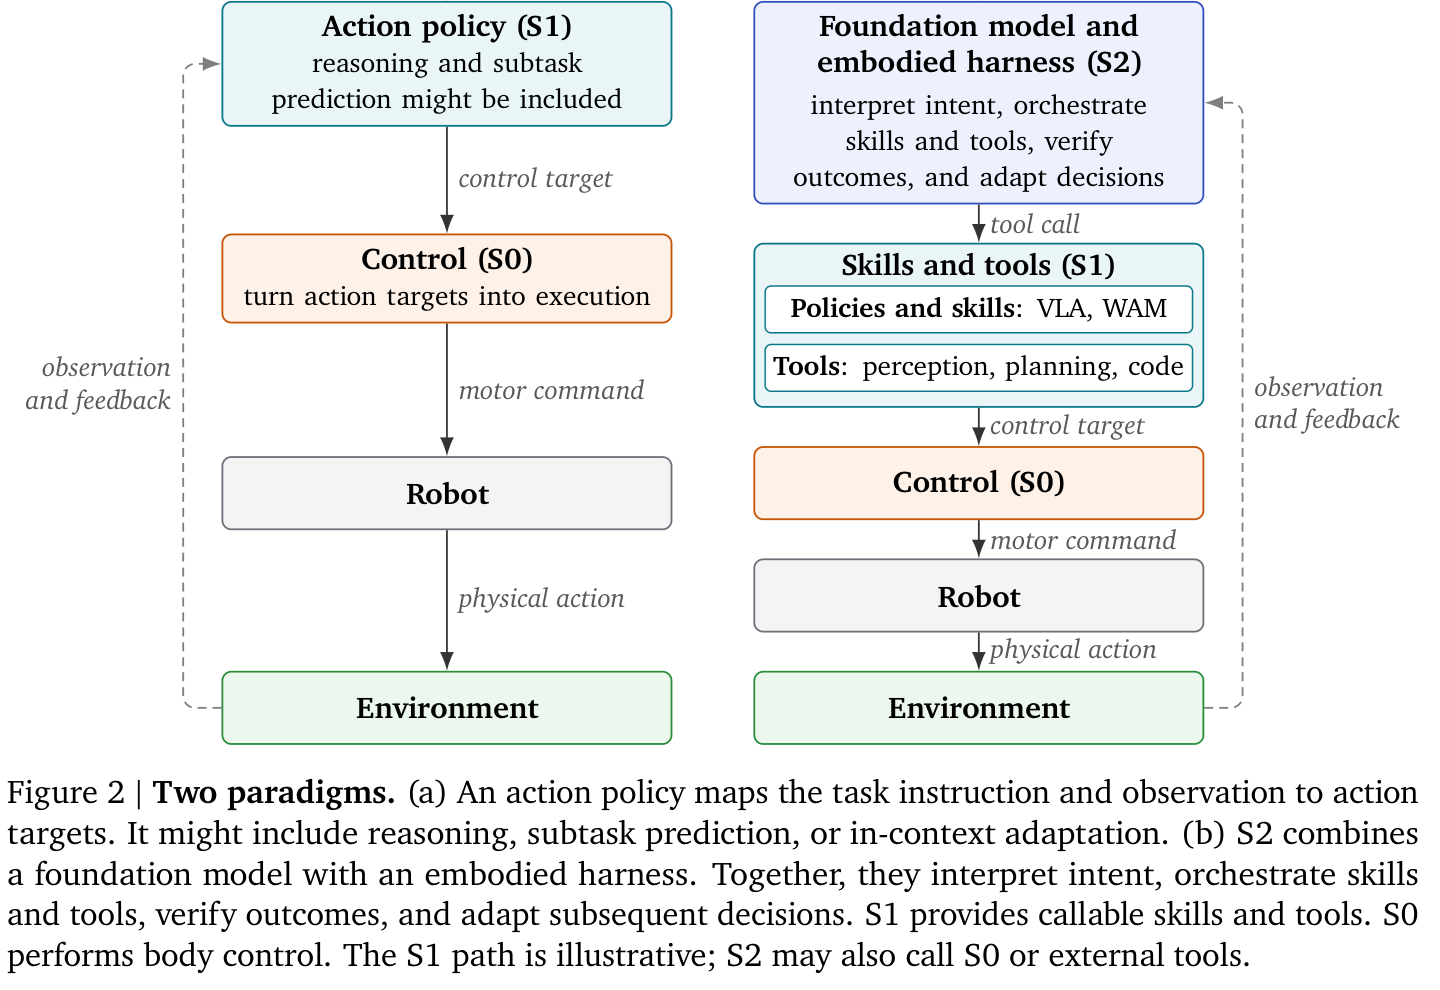 Action policy (S1)
reasoning and subtask
prediction might be included
control target
Control (S0)
turn action targets into execution
motor command
Robot
physical action
Environment
observation
and feedback
Foundation model and
embodied harness (S2)
interpret intent, orchestrate
skills and tools, verify
outcomes, and adapt decisions
tool call
Skills and tools (S1)
Policies and skills: VLA, WAM
Tools: perception, planning, code
control target
Control (S0)
motor command
Robot
physical action
Environment
observation
and feedback
Figure 2 | Two paradigms. (a) An action policy maps the task instruction and observation to action
targets. It might include reasoning, subtask prediction, or in-context adaptation. (b) S2 combines
a foundation model with an embodied harness. Together, they interpret intent, orchestrate skills
and tools, verify outcomes, and adapt subsequent decisions. S1 provides callable skills and tools. S0
performs body control. The S1 path is illustrative; S2 may also call S0 or external tools.